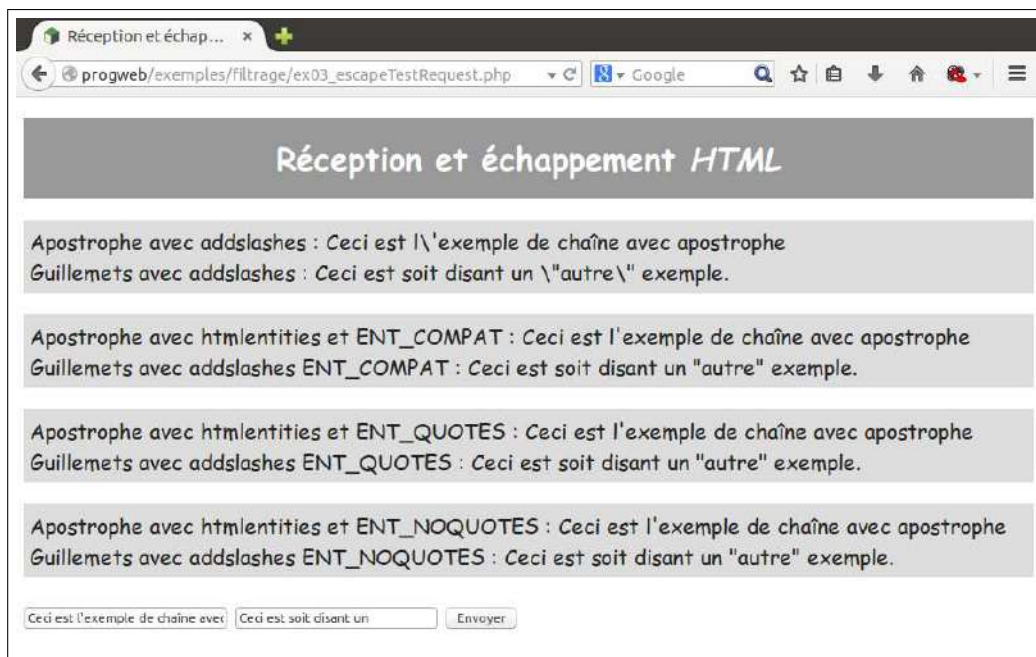 Réception et échap... ×
progweb/exemples/filtrage/ex03_escapeTestRequest.php
Google
Réception et échappement HTML
Apostrophe avec addslashes : Ceci est l\'exemple de chaîne avec apostrophe
Guillemets avec addslashes : Ceci est soit disant un \"autre\" exemple.
Apostrophe avec htmlentities et ENT_COMPAT : Ceci est l'exemple de chaîne avec apostrophe
Guillemets avec addslashes ENT_COMPAT : Ceci est soit disant un "autre" exemple.
Apostrophe avec htmlentities et ENT_QUOTES : Ceci est l'exemple de chaîne avec apostrophe
Guillemets avec addslashes ENT_QUOTES : Ceci est soit disant un "autre" exemple.
Apostrophe avec htmlentities et ENT_NOQUOTES : Ceci est l'exemple de chaîne avec apostrophe
Guillemets avec addslashes ENT_NOQUOTES : Ceci est soit disant un "autre" exemple.
Ceci est l'exemple de chaîne avec Ceci est soit disant un Envoyer